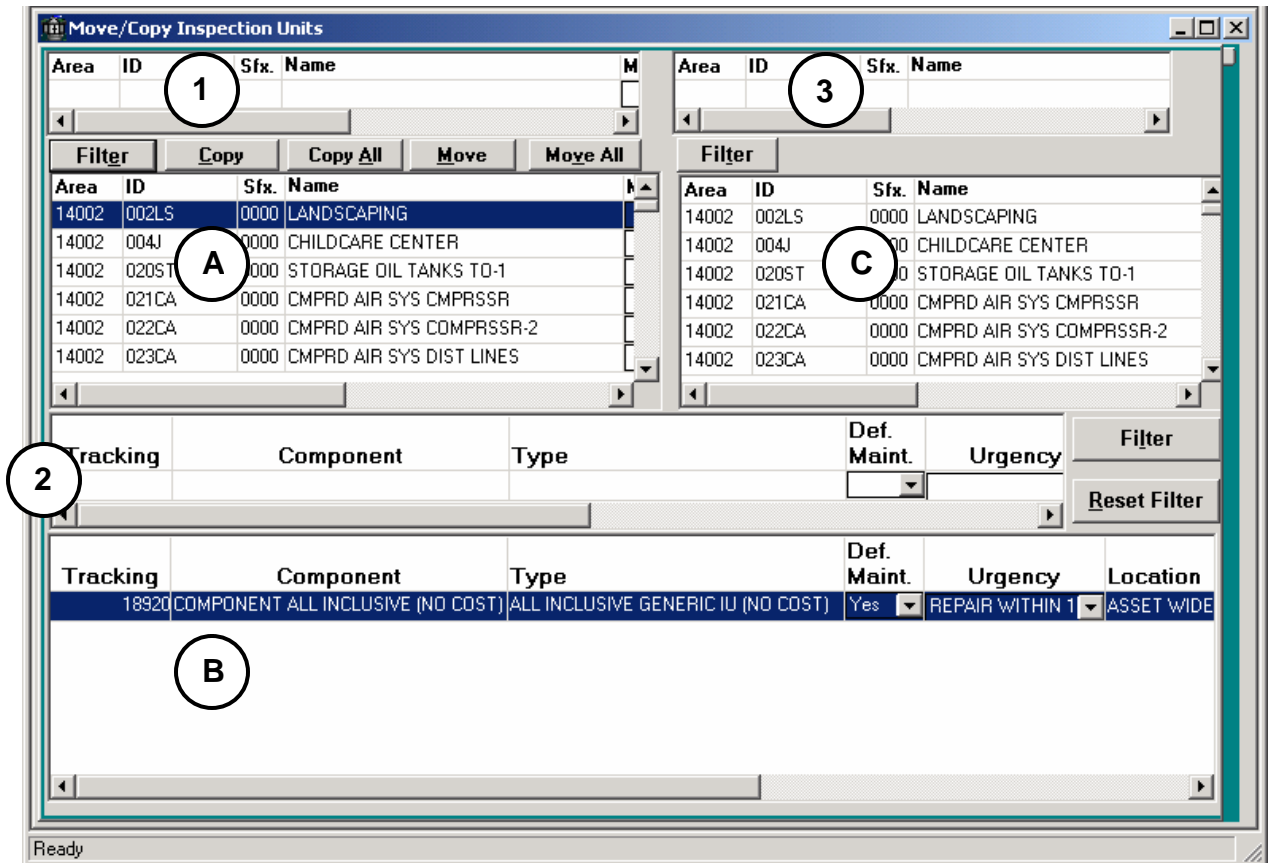 Move/Copy Inspection Units
Area ID Sfx. Name M
1
Area ID Sfx. Name
3
Filter Copy Copy All Move Move All
Filter
Area ID Sfx. Name
14002 002LS 0000 LANDSCAPING
14002 004J 0000 CHILDCARE CENTER
14002 020ST 0000 STORAGE OIL TANKS TO-1
14002 021CA 0000 CMPRD AIR SYS CMPRSSR
14002 022CA 0000 CMPRD AIR SYS COMPRSSR-2
14002 023CA 0000 CMPRD AIR SYS DIST LINES
A
Area ID Sfx. Name
14002 002LS 0000 LANDSCAPING
14002 004J 00 CHILDCARE CENTER
14002 020ST 0 STORAGE OIL TANKS TO-1
14002 021CA 0000 CMPRD AIR SYS CMPRSSR
14002 022CA 0000 CMPRD AIR SYS COMPRSSR-2
14002 023CA 0000 CMPRD AIR SYS DIST LINES
C
Tracking Component Type Def. Maint. Urgency
2
Filter
Reset Filter
Tracking Component Type Def. Maint. Urgency Location
18920 COMPONENT ALL INCLUSIVE (NO COST) ALL INCLUSIVE GENERIC IU (NO COST) Yes REPAIR WITHIN 1 ASSET WIDE
B
Ready